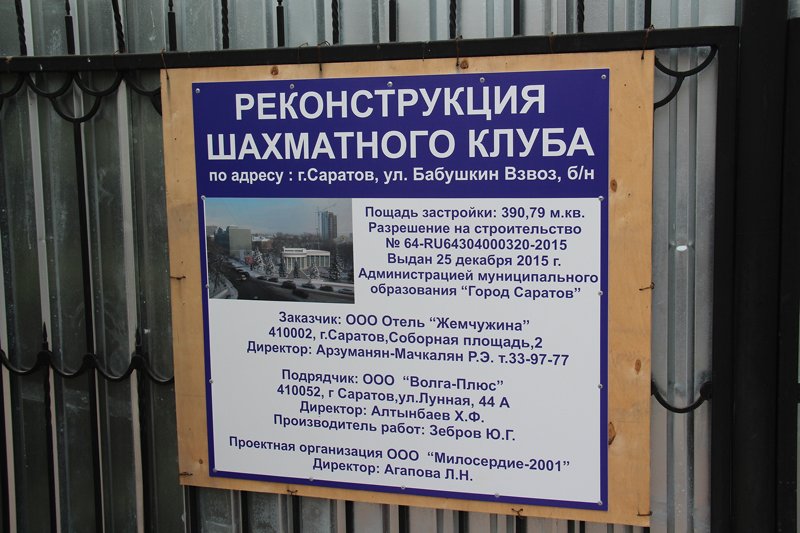 РЕКОНСТРУКЦИЯ
ШАХМАТНОГО КЛУБА
по адресу : г.Саратов, ул. Бабушкин Взвоз, б/н
Пощадь застройки: 390,79 м.кв.
Разрешение на строительство
№ 64-RU64304000320-2015
Выдан 25 декабря 2015 г.
Администрацией муниципального
образования “Город Саратов”
Заказчик: ООО Отель “Жемчужина”
410002, г.Саратов,Соборная площадь,2
Директор: Арзуманян-Мачкалян Р.Э. т.33-97-77
Подрядчик: ООО “Волга-Плюс”
410052, г Саратов,ул.Лунная, 44 А
Директор: Алтынбаев Х.Ф.
Производитель работ: Зебров Ю.Г.
Проектная организация ООО “Милосердие-2001”
Директор: Агапова Л.Н.